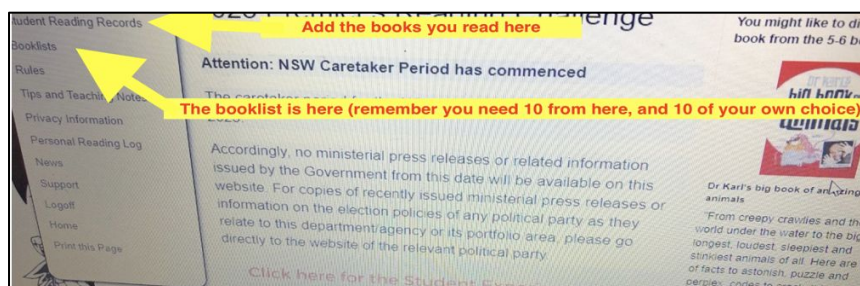 Student Reading Records
Booklists
Rules
Tips and Teaching Notes
Privacy Information
Personal Reading Log
News
Support
Logoff
Home
Print this Page
Challenge
Add the books you read here
Attention: NSW Caretaker Period has commenced
The booklist is here (remember you need 10 from here, and 10 of your own choice)
Accordingly, no ministerial press releases or related information
issued by the Government from this date will be available on this
website. For copies of recently issued ministerial press releases or
information on the election policies of any political party as they
relate to this department/agency or its portfolio area, please go
directly to the website of the relevant political party.
Click here for the Student
You might like to
book from the 5-6
Dr Karl's big book of amazing
animals
"From creepy crawlies and
world under the water to the
longest, loudest, sleepiest and
stinkiest animals of all. Here are
of facts to astonish, puzzle and